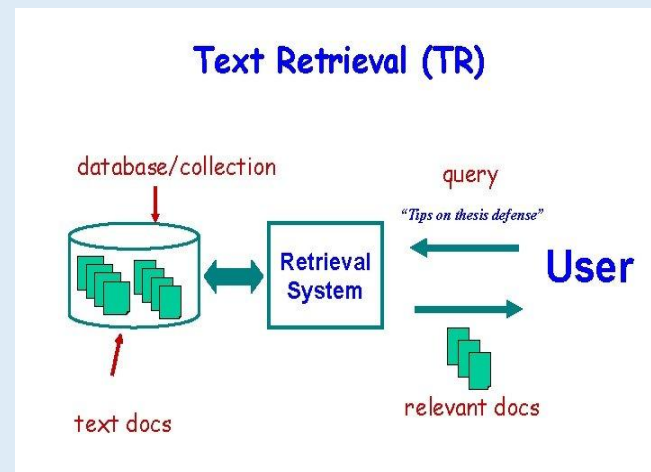 Text Retrieval (TR)
database/collection
query
"Tips on thesis defense"
Retrieval
System
User
relevant docs
text docs